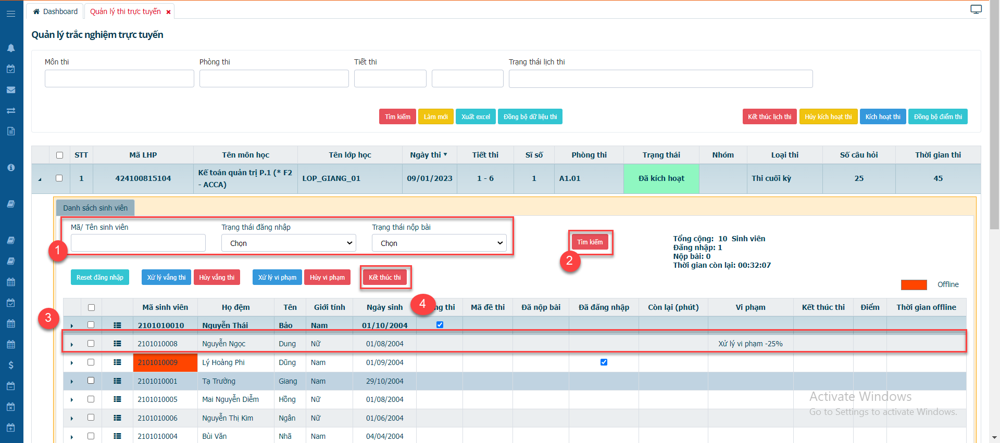 Dashboard Quản lý thi trực tuyến ×
Quản lý trắc nghiệm trực tuyến
Môn thi Phòng thi Tiết thi Trạng thái lịch thi
Tìm kiếm Làm mới Xuất excel Đồng bộ dữ liệu thi Kết thúc lịch thi Hủy kích hoạt thi Kích hoạt thi Đồng bộ điểm thi
STT Mã LHP Tên môn học Tên lớp học Ngày thi Tiết thi Sĩ số Phòng thi Trạng thái Nhóm Loại thi Số câu hỏi Thời gian thi
1 424100815104 Kế toán quản trị P.1 (* F2 - ACCA) LOP_GIANG_01 09/01/2023 1 - 6 1 A1.01 Đã kích hoạt Thi cuối kỳ 25 45
Danh sách sinh viên
Mã/ Tên sinh viên Trạng thái đăng nhập Trạng thái nộp bài
1 Chọn Chọn Tìm kiếm
2
Tổng cộng: 10 Sinh viên
Đăng nhập: 1
Nộp bài: 0
Thời gian còn lại: 00:32:07
Reset đăng nhập Xử lý vắng thi Hủy vắng thi Xử lý vi phạm Hủy vi phạm Kết thúc thi
Offline
Mã sinh viên Họ đệm Tên Giới tính Ngày sinh 4 thi Mã đề thi Đã nộp bài Đã đăng nhập Còn lại (phút) Vi phạm Kết thúc thi Điểm Thời gian offline
3
2101010010 Nguyễn Thái Bảo Nam 01/10/2004
2101010008 Nguyễn Ngọc Dung Nữ 01/08/2004 Xử lý vi phạm -25%
2101010009 Lý Hoàng Phi Dũng Nam 01/09/2004
2101010001 Tạ Trường Giang Nam 29/10/2004
2101010005 Mai Nguyễn Diễm Hồng Nữ 01/08/2004
2101010006 Nguyễn Thị Kim Ngân Nữ 01/06/2004
2101010004 Bùi Văn Nhã Nam 04/04/2004
Activate Windows
Go to Settings to activate Windows.